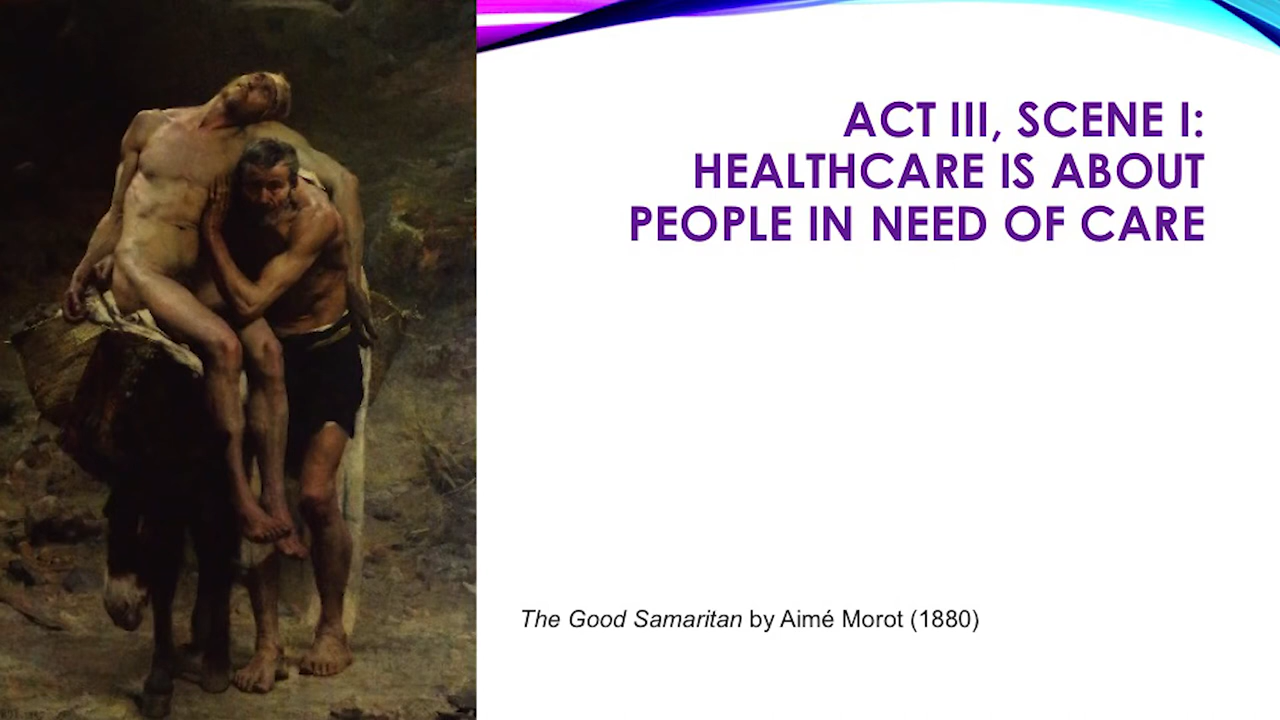 ACT III, SCENE I:
HEALTHCARE IS ABOUT
PEOPLE IN NEED OF CARE
The Good Samaritan by Aimé Morot (1880)